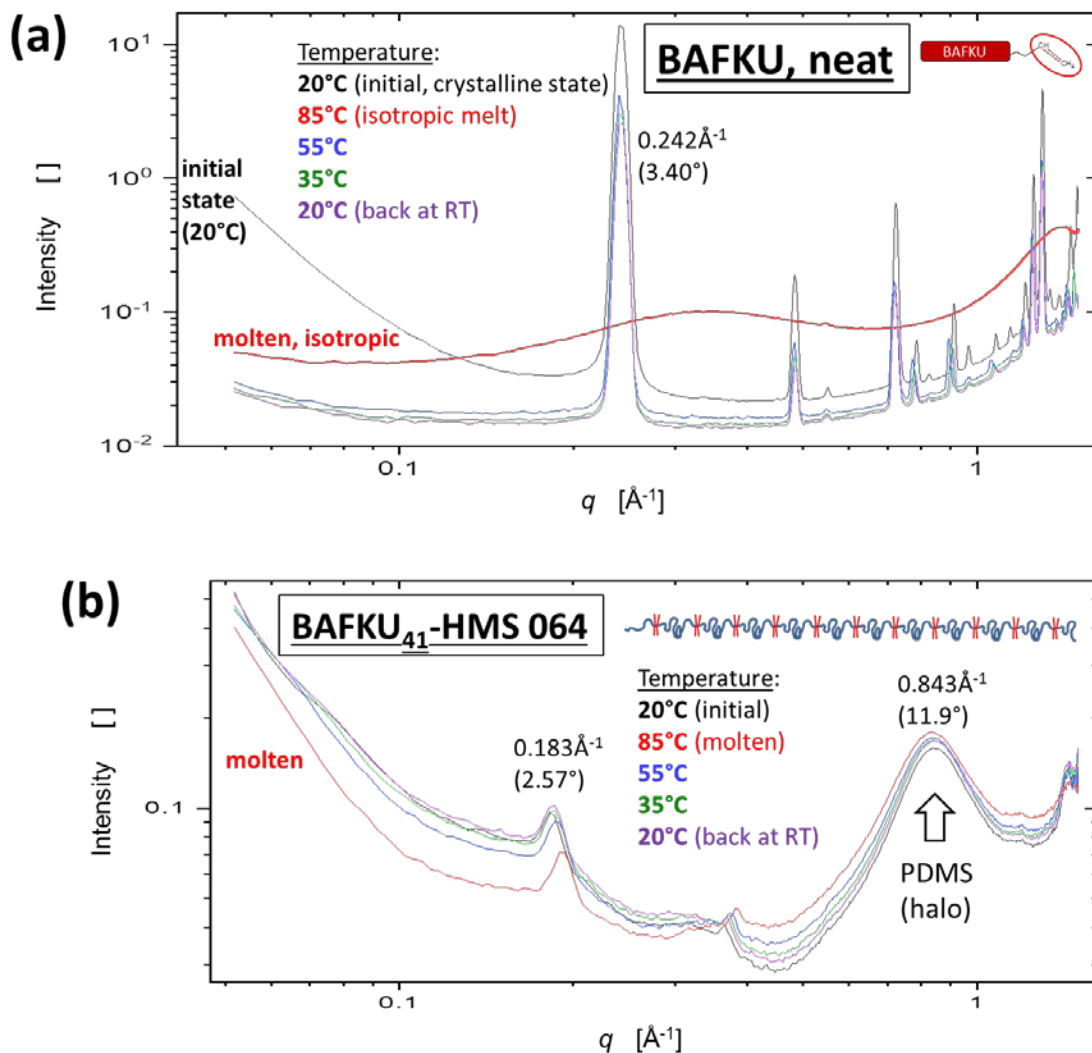 (a)
10¹
10⁰
10⁻¹
10⁻²
Intensity [ ]
Temperature:
20°C (initial, crystalline state)
85°C (isotropic melt)
55°C
35°C
20°C (back at RT)
BAFKU, neat
BAFKU
initial
state
(20°C)
molten, isotropic
0.242Å⁻¹
(3.40°)
0.1
1
q [Å⁻¹]
(b)
BAFKU₄₁-HMS 064
Intensity [ ]
0.1
molten
0.183Å⁻¹
(2.57°)
Temperature:
20°C (initial)
85°C (molten)
55°C
35°C
20°C (back at RT)
0.843Å⁻¹
(11.9°)
PDMS
(halo)
0.1
1
q [Å⁻¹]